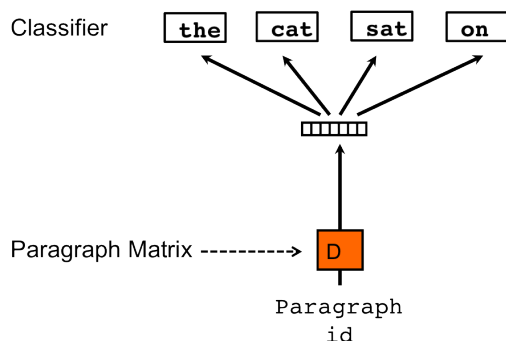 Classifier
the cat sat on
Paragraph Matrix
D
Paragraph
id